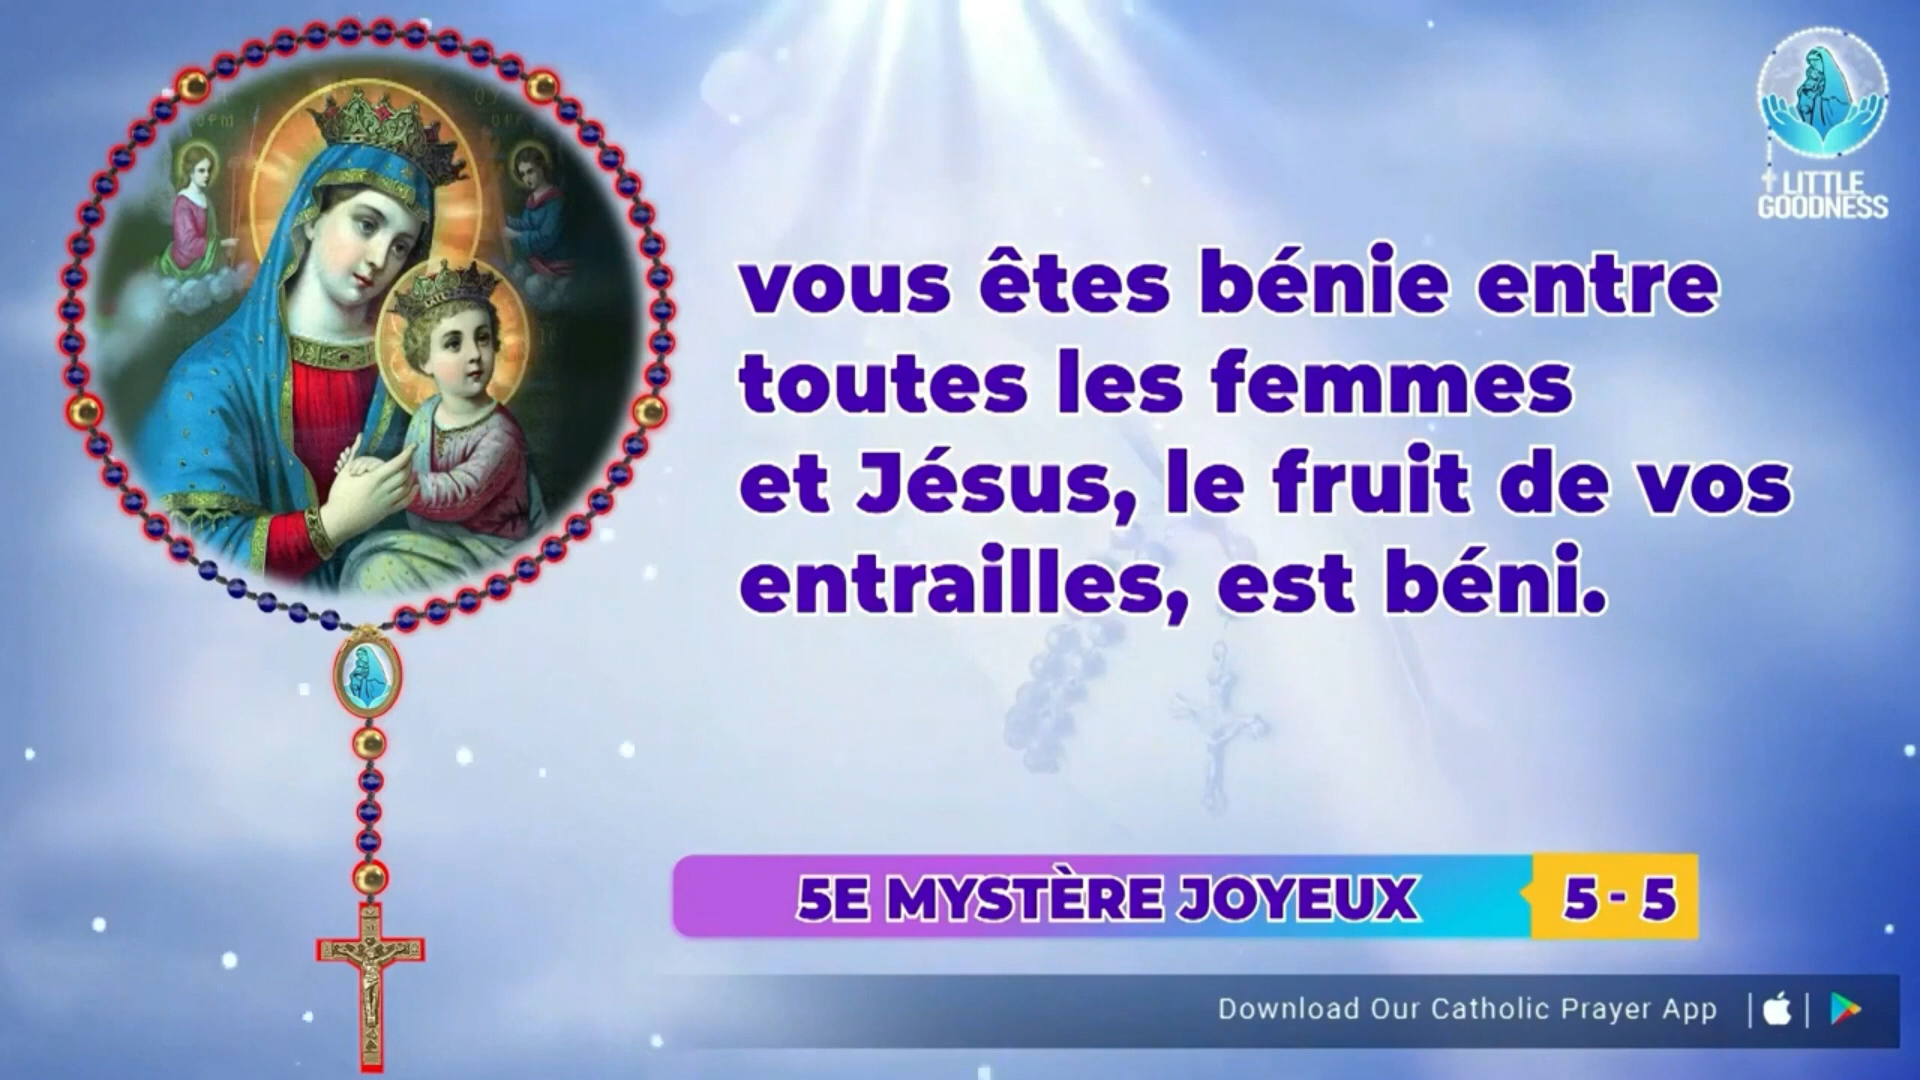 LITTLE
GOODNESS
vous êtes bénie entre
toutes les femmes
et Jésus, le fruit de vos
entrailles, est béni.
5E MYSTÈRE JOYEUX
5 - 5
Download Our Catholic Prayer App